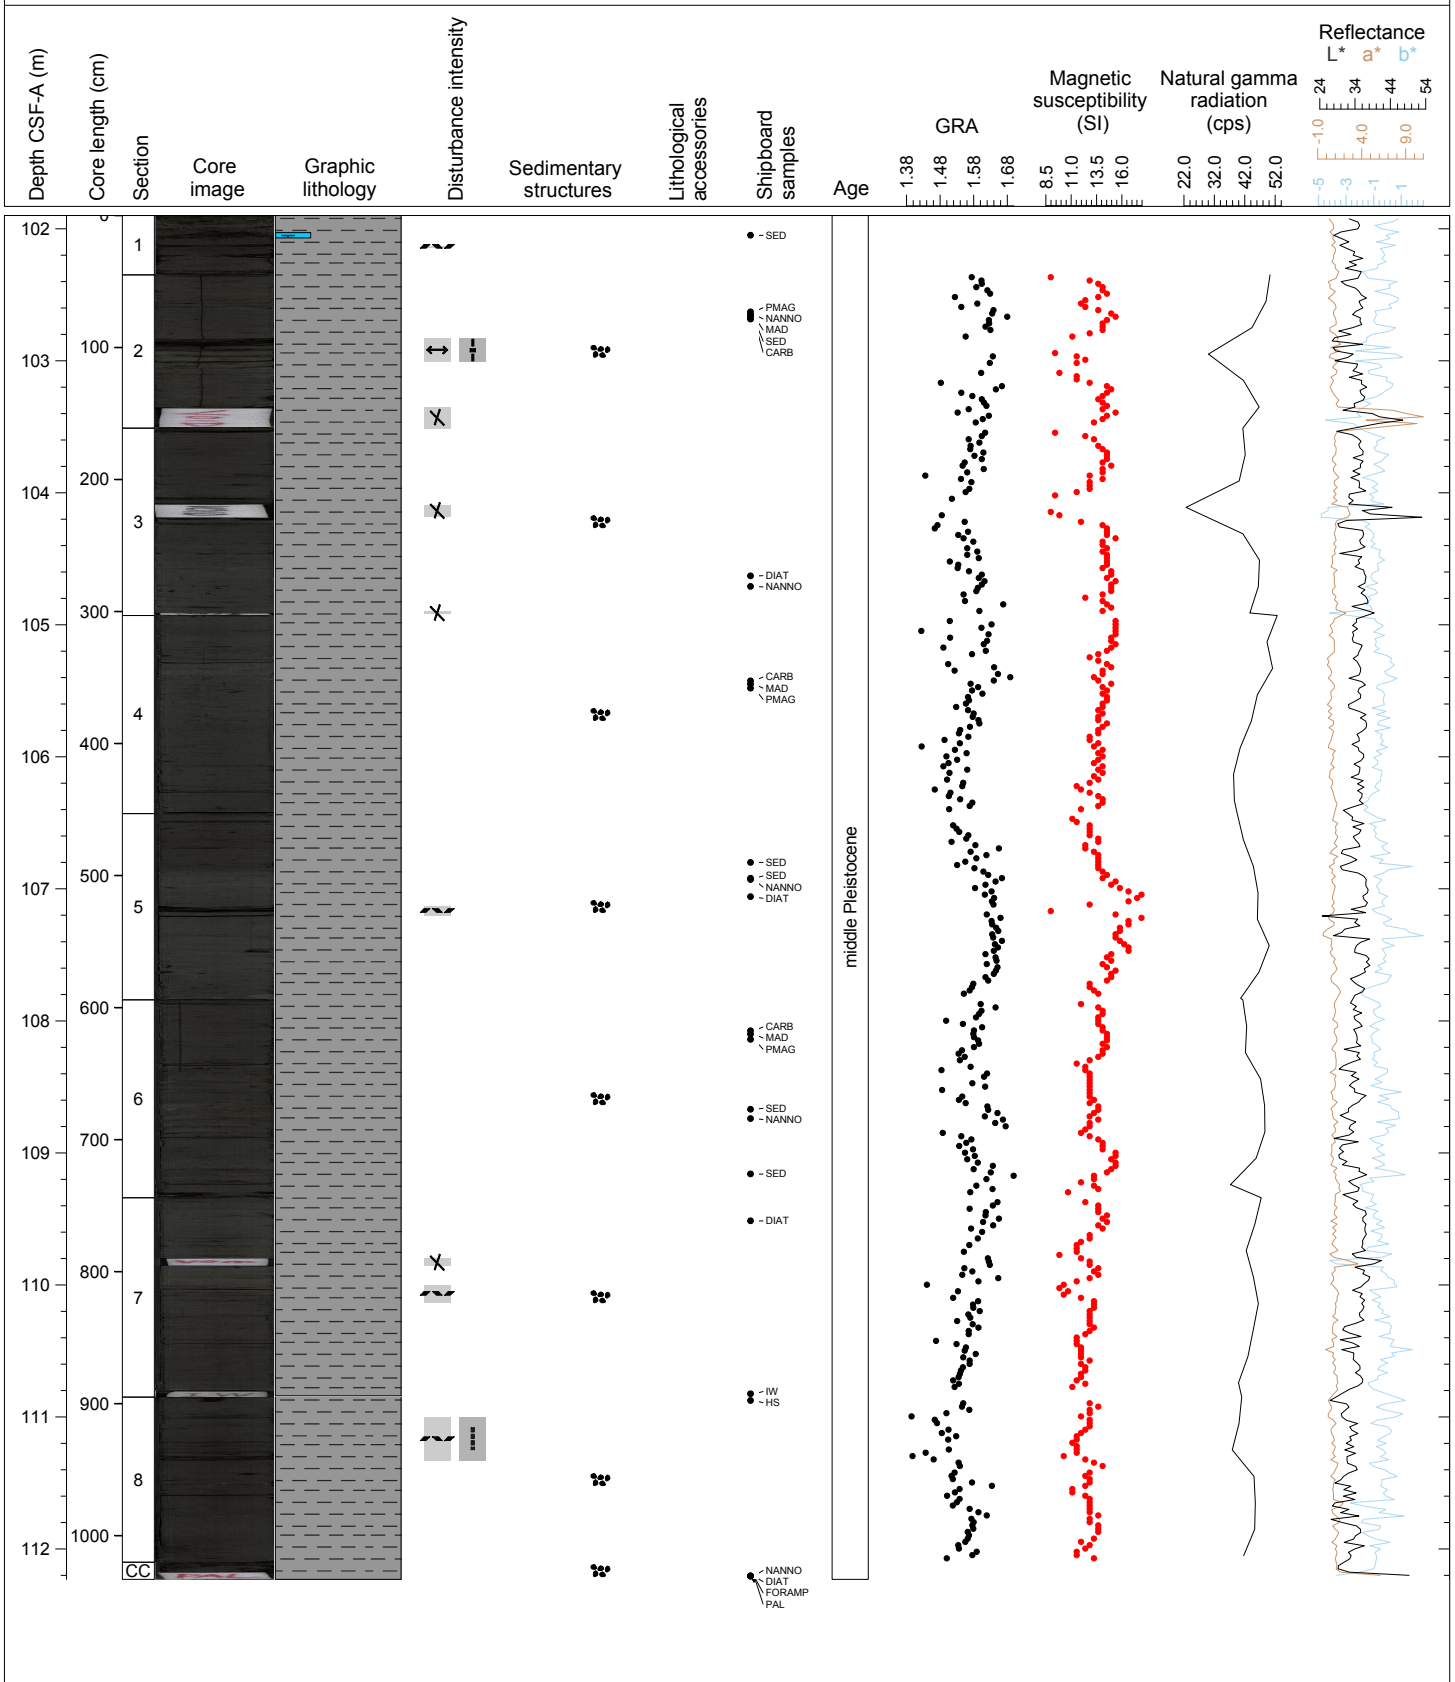 Depth CSF-A (m)
Core length (cm)
Section
Core
image
Graphic
lithology
Disturbance intensity
Sedimentary
structures
Lithological
accessories
Shipboard
samples
Age
GRA
1.38 1.48 1.58 1.68
Magnetic
susceptibility
(SI)
8.5 11.0 13.5 16.0
Natural gamma
radiation
(cps)
22.0 32.0 42.0 52.0
Reflectance
L* a* b*
24 34 44 54
-1.0 4.0 9.0
-5 -3 -1 1
0
102
1
SED
PMAG
NANNO
MAD
SED
CARB
100
2
103
200
104
3
DIAT
NANNO
300
105
CARB
MAD
PMAG
4
400
106
middle Pleistocene
SED
SED
NANNO
DIAT
500
107
5
600
108
CARB
MAD
PMAG
6
SED
NANNO
700
109
SED
DIAT
800
110
7
IW
HS
900
111
8
1000
112
CC
NANNO
DIAT
FORAMP
PAL